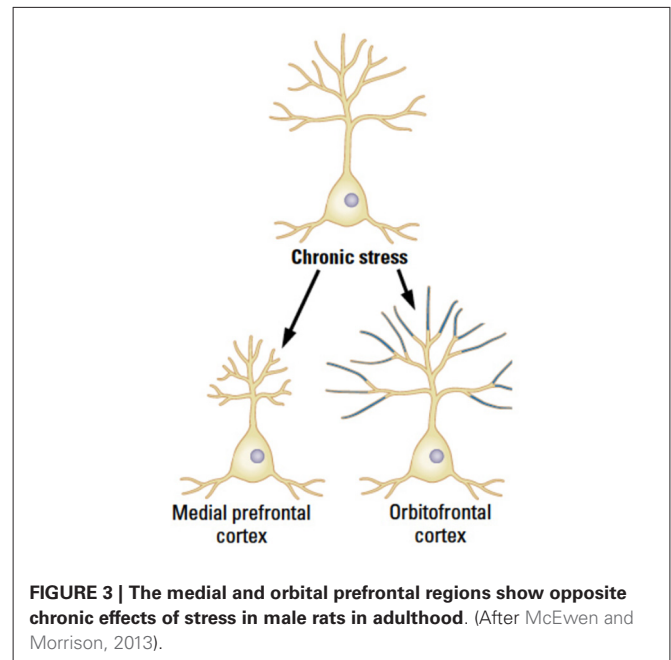 Chronic stress
Medial prefrontal
cortex
Orbitofrontal
cortex
FIGURE 3 | The medial and orbital prefrontal regions show opposite
chronic effects of stress in male rats in adulthood. (After McEwen and
Morrison, 2013).